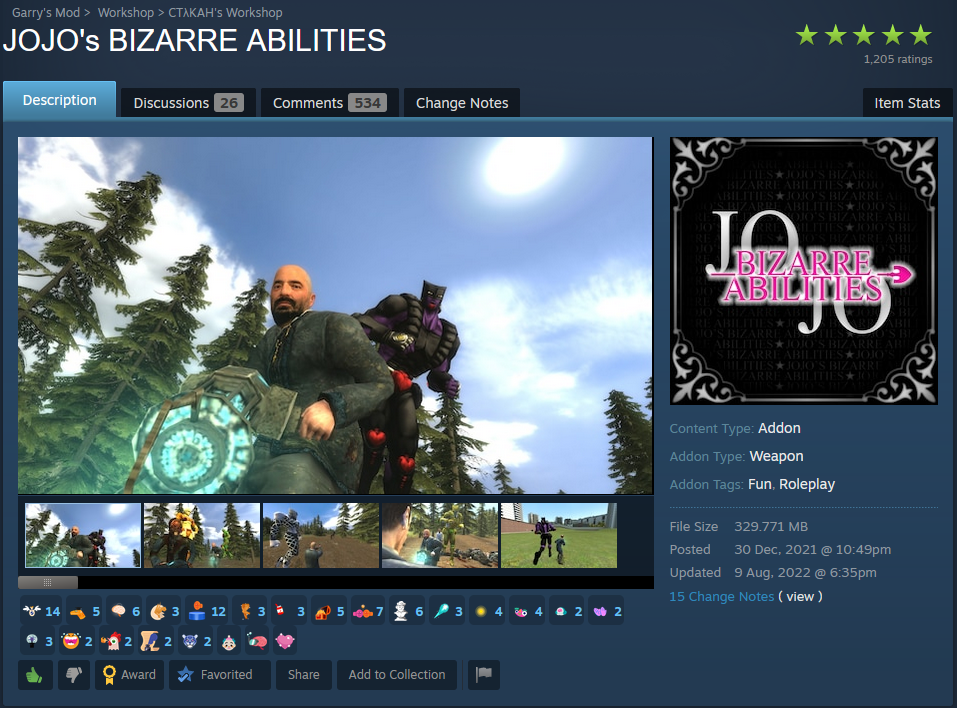 Garry's Mod > Workshop > CTλKAH's Workshop
JOJO's BIZARRE ABILITIES
1,205 ratings
Description
Discussions 26
Comments 534
Change Notes
Item Stats
JO
BIZARRE
ABILITIES
JO
Content Type: Addon
Addon Type: Weapon
Addon Tags: Fun, Roleplay
File Size 329.771 MB
Posted 30 Dec, 2021 @ 10:49pm
Updated 9 Aug, 2022 @ 6:35pm
15 Change Notes ( view )
14 5 6 3 12 3 3 5 7 6 3 4 4 2 2
3 2 2 2 2
Award
Favorited
Share
Add to Collection